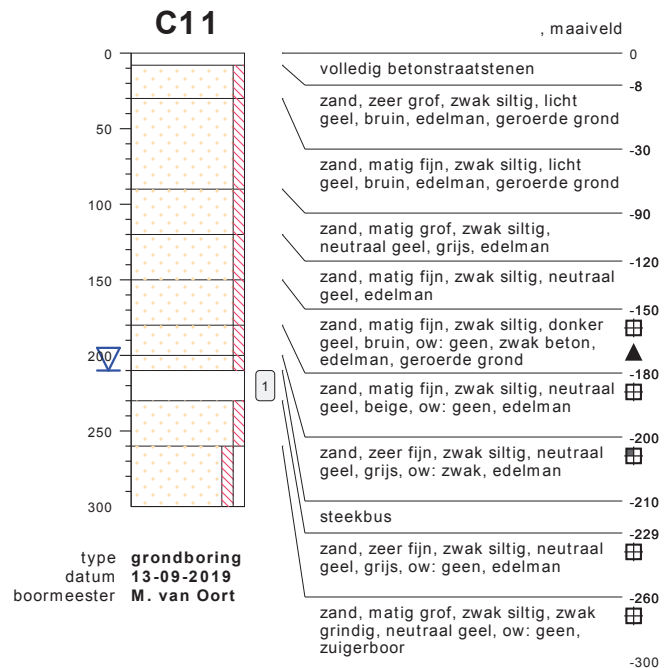 C11
, maaiveld
0
50
100
150
200
250
300
1
0
volledig betonstraatstenen
-8
zand, zeer grof, zwak siltig, licht
geel, bruin, edelman, geroerde grond
-30
zand, matig fijn, zwak siltig, licht
geel, bruin, edelman, geroerde grond
-90
zand, matig grof, zwak siltig,
neutraal geel, grijs, edelman
-120
zand, matig fijn, zwak siltig, neutraal
geel, edelman
-150
zand, matig fijn, zwak siltig, donker
geel, bruin, ow: geen, zwak beton,
edelman, geroerde grond
-180
zand, matig fijn, zwak siltig, neutraal
geel, beige, ow: geen, edelman
-200
zand, zeer fijn, zwak siltig, neutraal
geel, grijs, ow: zwak, edelman
-210
steekbus
-229
zand, zeer fijn, zwak siltig, neutraal
geel, grijs, ow: geen, edelman
-260
zand, matig grof, zwak siltig, zwak
grindig, neutraal geel, ow: geen,
zuigerboor
-300
type grondboring
datum 13-09-2019
boormeester M. van Oort